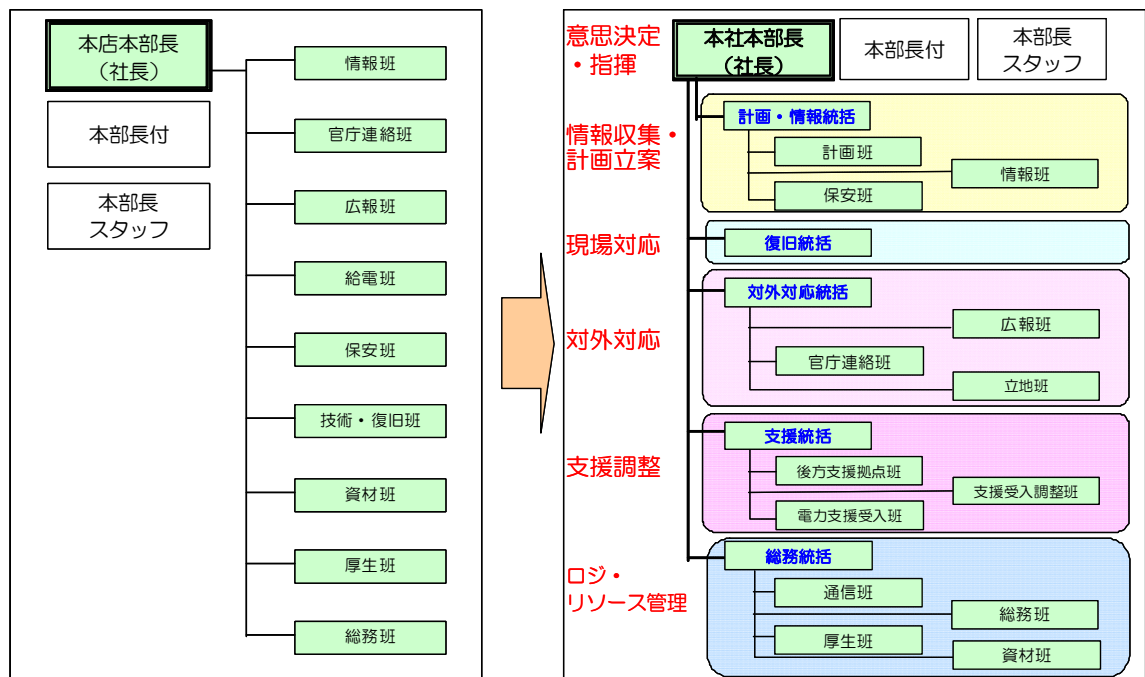 本店本部長
（社長）
本部長付
本部長
スタッフ
情報班
官庁連絡班
広報班
給電班
保安班
技術・復旧班
資材班
厚生班
総務班
意思決定
・指揮
本社本部長
（社長）
本部長付
本部長
スタッフ
情報収集・
計画立案
計画・情報統括
計画班
情報班
保安班
現場対応
復旧統括
対外対応
対外対応統括
広報班
官庁連絡班
立地班
支援調整
支援統括
後方支援拠点班
支援受入調整班
電力支援受入班
ロジ・
リソース管理
総務統括
通信班
総務班
厚生班
資材班